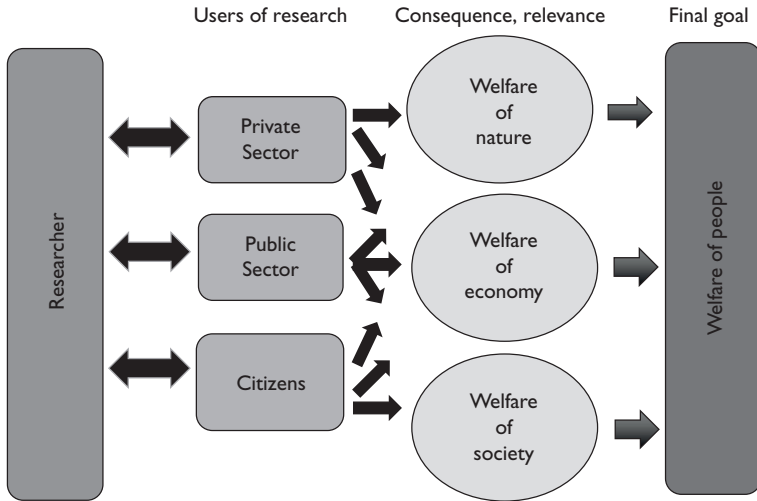 Users of research
Consequence, relevance
Final goal
Researcher
Private
Sector
Public
Sector
Citizens
Welfare
of
nature
Welfare
of
economy
Welfare
of
society
Welfare of people